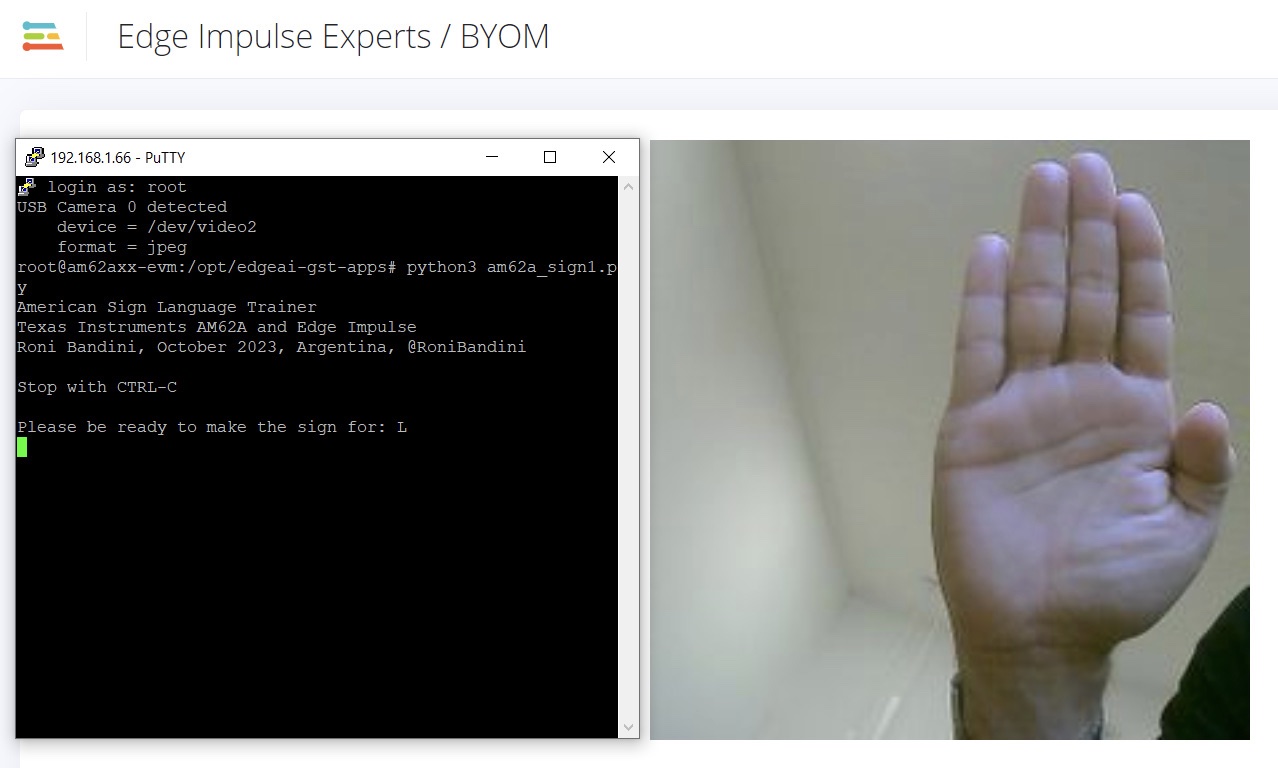 Edge Impulse Experts / BYOM
192.168.1.66 - PuTTY
login as: root
USB Camera 0 detected
device = /dev/video2
format = jpeg
root@am62axx-evm:/opt/edgeai-gst-apps# python3 am62a_sign1.p
y
American Sign Language Trainer
Texas Instruments AM62A and Edge Impulse
Roni Bandini, October 2023, Argentina, @RoniBandini
Stop with CTRL-C
Please be ready to make the sign for: L